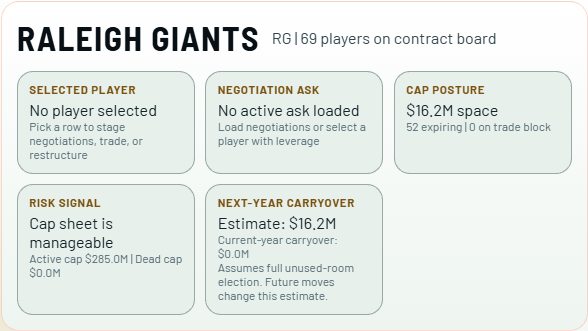 RALEIGH GIANTS RG | 69 players on contract board
SELECTED PLAYER
No player selected
Pick a row to stage
negotiations, trade, or
restructure
NEGOTIATION ASK
No active ask loaded
Load negotiations or select a
player with leverage
CAP POSTURE
$16.2M space
52 expiring | 0 on trade block
RISK SIGNAL
Cap sheet is
manageable
Active cap $285.0M | Dead cap
$0.0M
NEXT-YEAR CARRYOVER
Estimate: $16.2M
Current-year carryover:
$0.0M
Assumes full unused-room
election. Future moves
change this estimate.